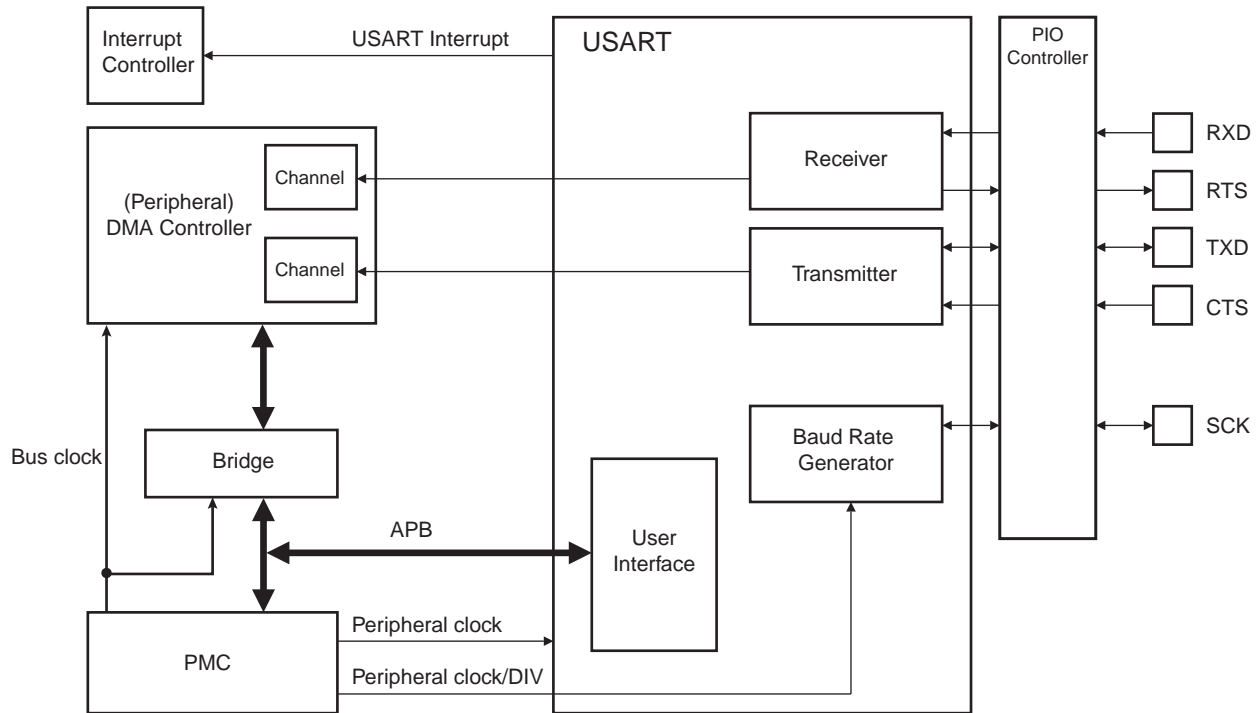 Interrupt
Controller
USART Interrupt
USART
PIO
Controller
(Peripheral)
DMA Controller
Channel
Channel
Receiver
Transmitter
RXD
RTS
TXD
CTS
SCK
Bus clock
Bridge
Baud Rate
Generator
APB
User
Interface
PMC
Peripheral clock
Peripheral clock/DIV